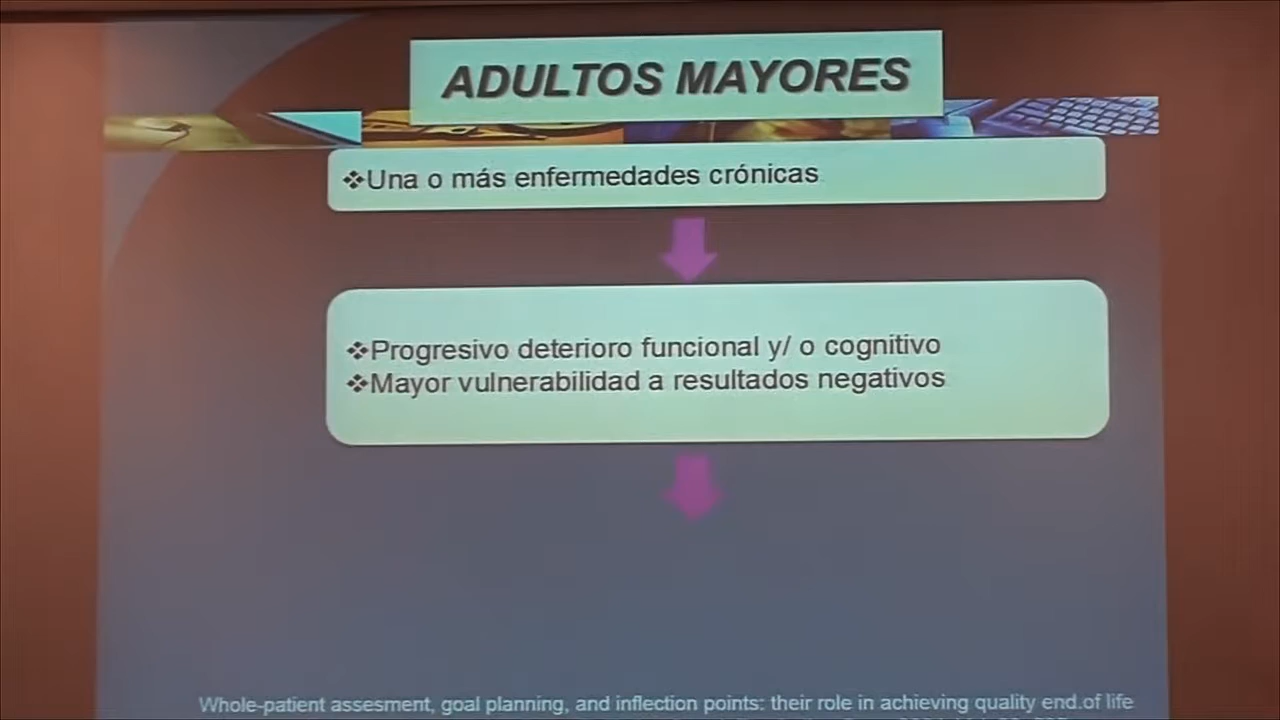 ADULTOS MAYORES
❖Una o más enfermedades crónicas
❖Progresivo deterioro funcional y/ o cognitivo
❖Mayor vulnerabilidad a resultados negativos
Whole-patient assesment, goal planning, and inflection points: their role in achieving quality end.of life